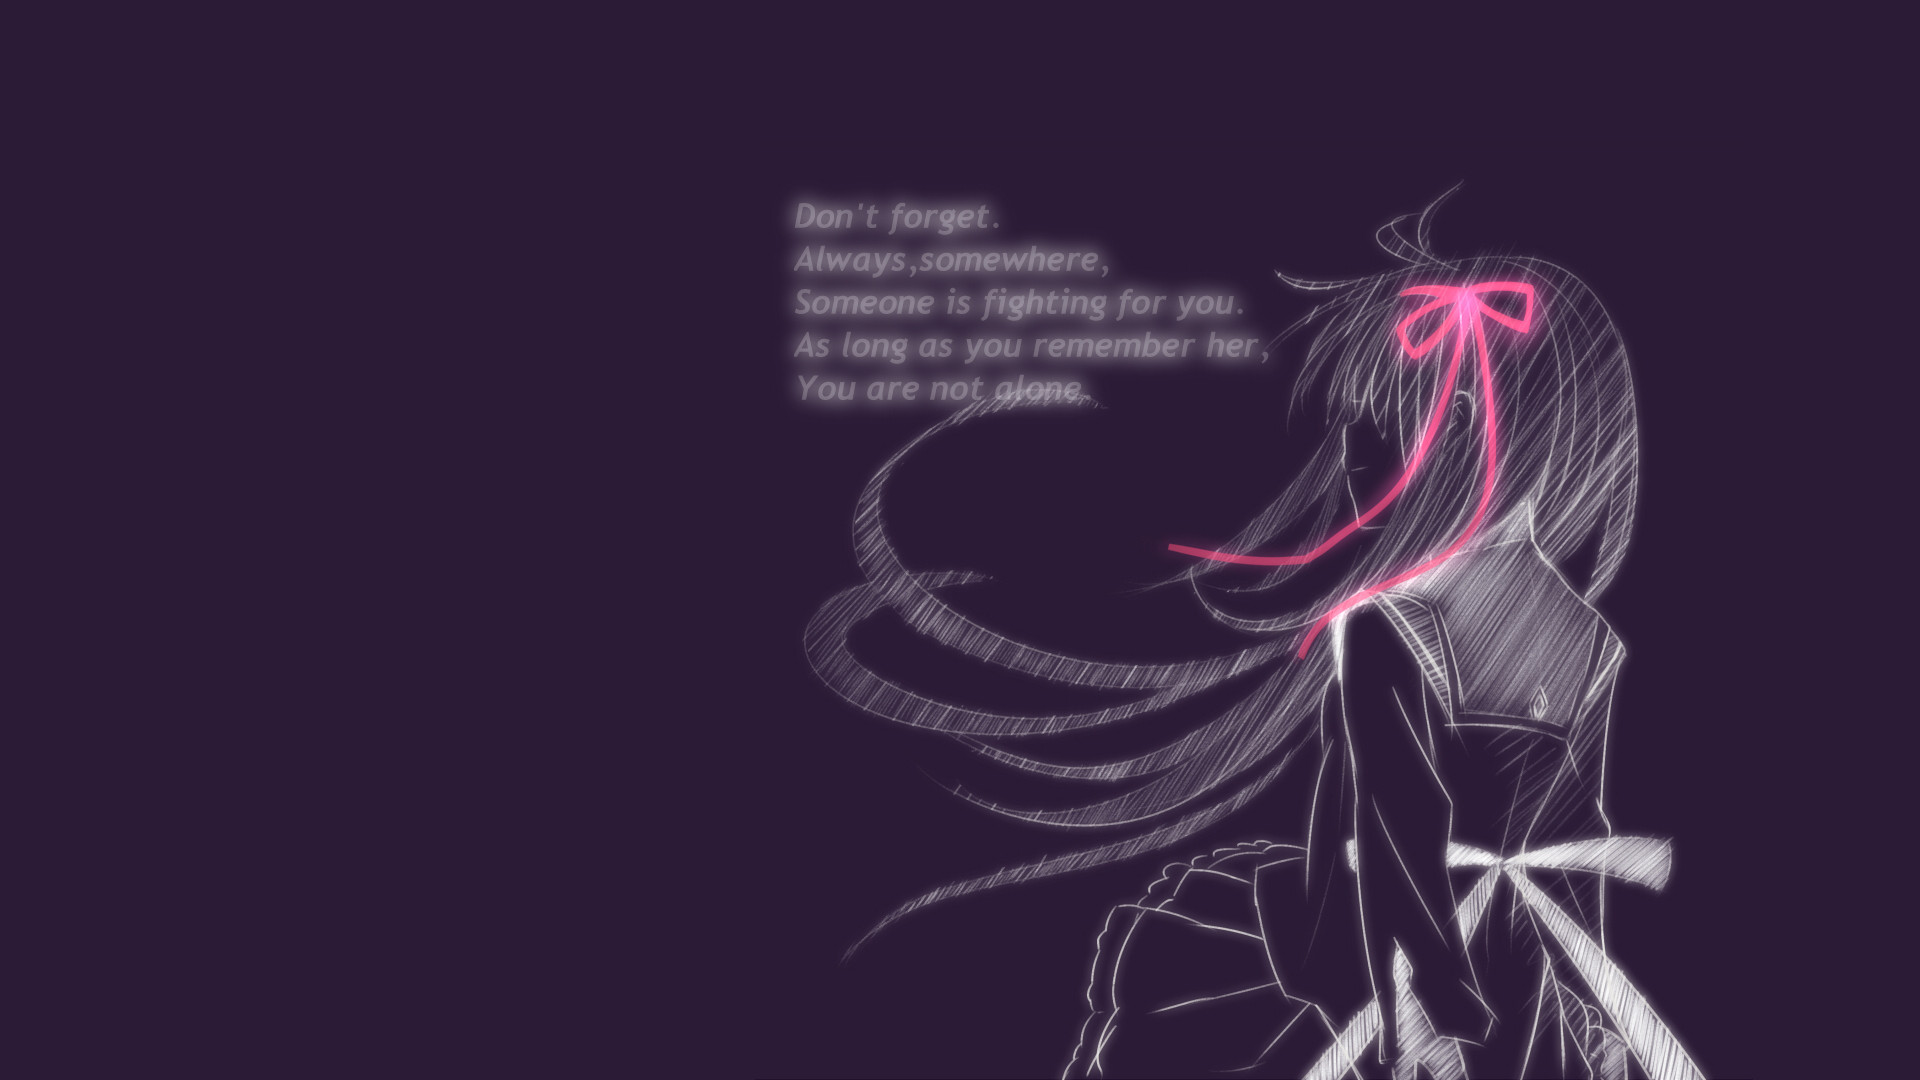 Don't forget.
Always,somewhere,
Someone is fighting for you.
As long as you remember her,
You are not alone.